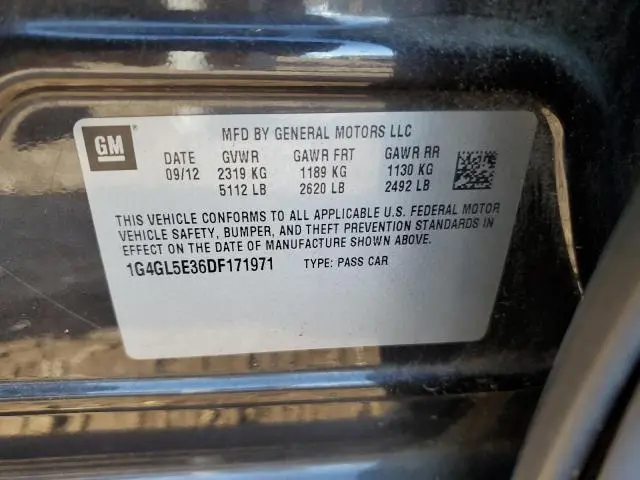 GM
MFD BY GENERAL MOTORS LLC
DATE GVWR GAWR FRT GAWR RR
09/12 2319 KG 1189 KG 1130 KG
5112 LB 2620 LB 2492 LB
THIS VEHICLE CONFORMS TO ALL APPLICABLE U.S. FEDERAL MOTOR
VEHICLE SAFETY, BUMPER, AND THEFT PREVENTION STANDARDS IN
EFFECT ON THE DATE OF MANUFACTURE SHOWN ABOVE.
1G4GL5E36DF171971 TYPE: PASS CAR